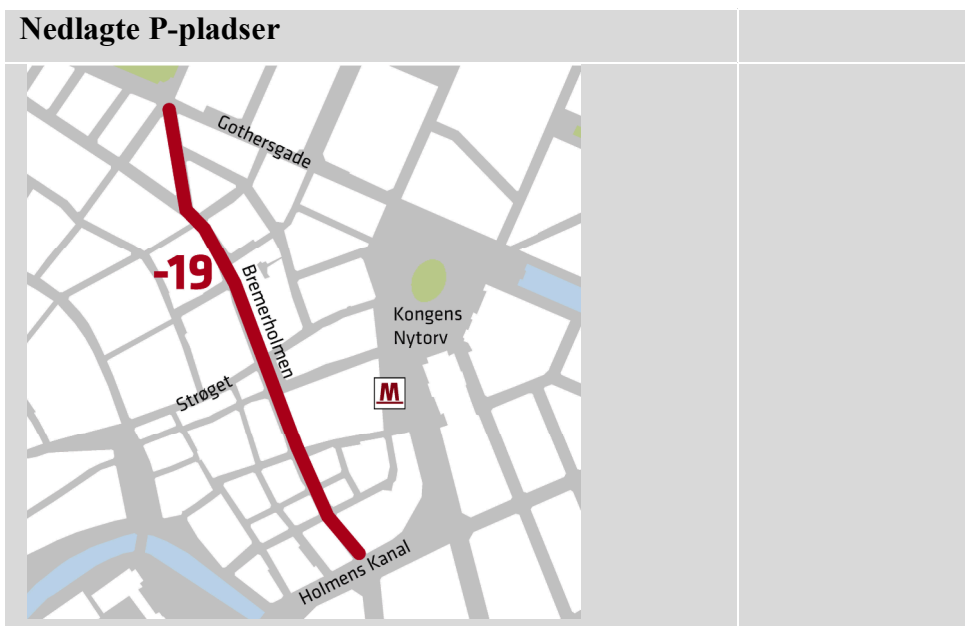 Nedlagte P-pladser
Gothersgade
-19
Bremerholmen
Kongens
Nytorv
Strøget
M
Holmens Kanal